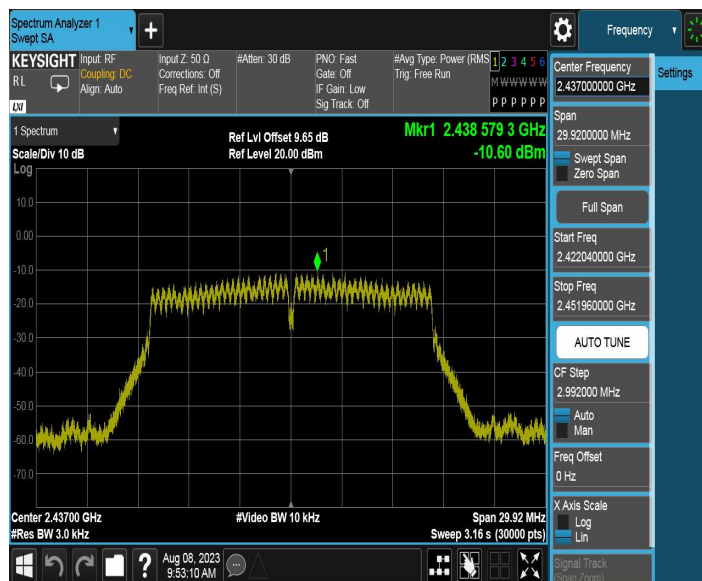 Spectrum Analyzer 1
Swept SA
+
Frequency
KEYSIGHT
RL
LXI
Input: RF
Coupling: DC
Align: Auto
Input Z: 50 Ω
Corrections: Off
Freq Ref: Int (S)
#Atten: 30 dB
PNO: Fast
Gate: Off
IF Gain: Low
Sig Track: Off
#Avg Type: Power (RMS
Trig: Free Run
1 2 3 4 5 6
M W W W W W
P P P P P P
1 Spectrum
Scale/Div 10 dB
Ref Lvl Offset 9.65 dB
Ref Level 20.00 dBm
Mkr1 2.438 579 3 GHz
-10.60 dBm
Log
10.0
0.00
-10.0
-20.0
-30.0
-40.0
-50.0
-60.0
-70.0
1
Center 2.43700 GHz
#Res BW 3.0 kHz
#Video BW 10 kHz
Span 29.92 MHz
Sweep 3.16 s (30000 pts)
?
Aug 08, 2023
9:53:10 AM
Center Frequency
2.437000000 GHz
Settings
Span
29.9200000 MHz
Swept Span
Zero Span
Full Span
Start Freq
2.422040000 GHz
Stop Freq
2.451960000 GHz
AUTO TUNE
CF Step
2.992000 MHz
Auto
Man
Freq Offset
0 Hz
X Axis Scale
Log
Lin
Signal Track
(Span Zoom)